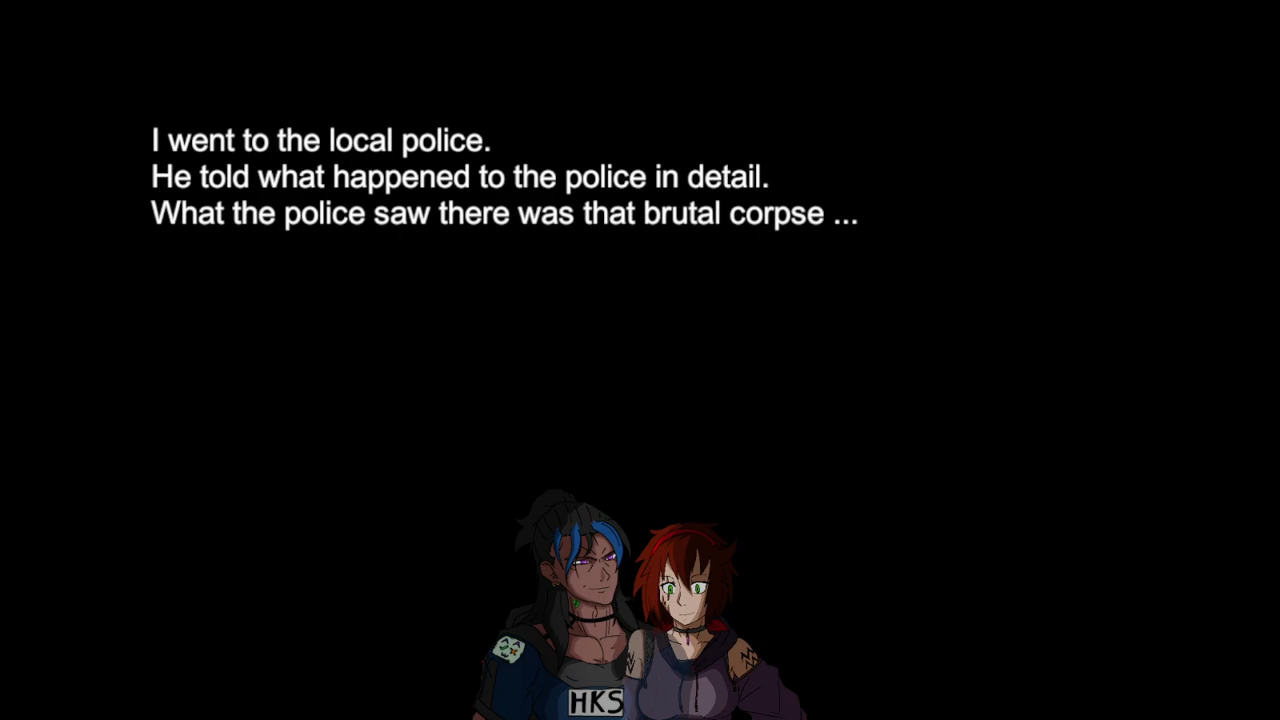 I went to the local police.
He told what happened to the police in detail.
What the police saw there was that brutal corpse ...
HKS